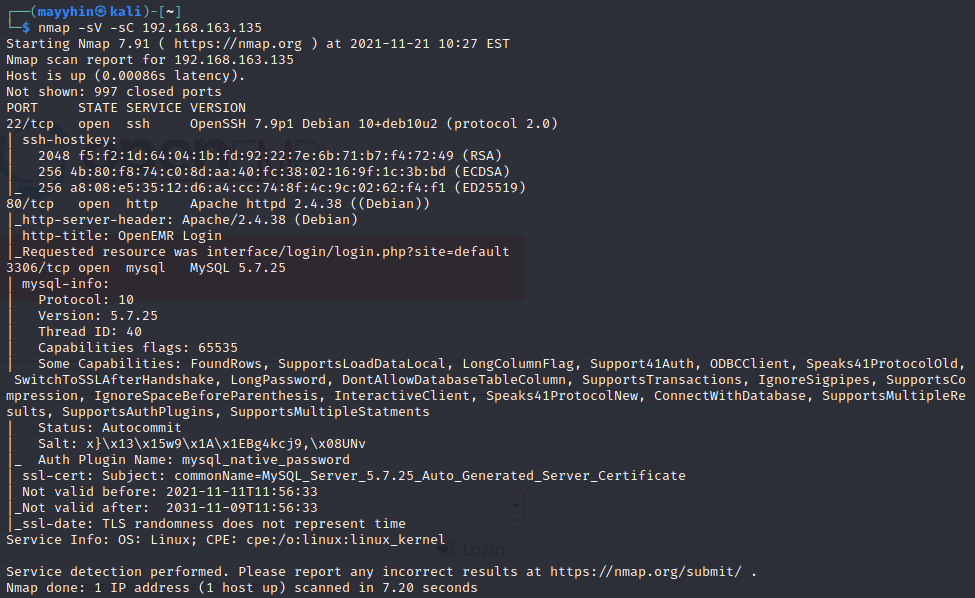 ┌──(mayyhin㉿kali)-[~]
└─$ nmap -sV -sC 192.168.163.135
Starting Nmap 7.91 ( https://nmap.org ) at 2021-11-21 10:27 EST
Nmap scan report for 192.168.163.135
Host is up (0.00086s latency).
Not shown: 997 closed ports
PORT     STATE SERVICE VERSION
22/tcp   open  ssh     OpenSSH 7.9p1 Debian 10+deb10u2 (protocol 2.0)
| ssh-hostkey:
|   2048 f5:f2:1d:64:04:1b:fd:92:22:7e:6b:71:b7:f4:72:49 (RSA)
|   256 4b:80:f8:74:c0:8d:aa:40:fc:38:02:16:9f:1c:3b:bd (ECDSA)
|_  256 a8:08:e5:35:12:d6:a4:cc:74:8f:4c:9c:02:62:f4:f1 (ED25519)
80/tcp   open  http    Apache httpd 2.4.38 ((Debian))
|_http-server-header: Apache/2.4.38 (Debian)
| http-title: OpenEMR Login
|_Requested resource was interface/login/login.php?site=default
3306/tcp open  mysql   MySQL 5.7.25
| mysql-info:
|   Protocol: 10
|   Version: 5.7.25
|   Thread ID: 40
|   Capabilities flags: 65535
|   Some Capabilities: FoundRows, SupportsLoadDataLocal, LongColumnFlag, Support41Auth, ODBCClient, Speaks41ProtocolOld,
SwitchToSSLAfterHandshake, LongPassword, DontAllowDatabaseTableColumn, SupportsTransactions, IgnoreSigpipes, SupportsCo
mpression, IgnoreSpaceBeforeParenthesis, InteractiveClient, Speaks41ProtocolNew, ConnectWithDatabase, SupportsMultipleRe
sults, SupportsAuthPlugins, SupportsMultipleStatments
|   Status: Autocommit
|   Salt: x}\x13\x15w9\x1A\x1EBg4kcj9,\x08UNv
|_  Auth Plugin Name: mysql_native_password
| ssl-cert: Subject: commonName=MySQL_Server_5.7.25_Auto_Generated_Server_Certificate
| Not valid before: 2021-11-11T11:56:33
|_Not valid after:  2031-11-09T11:56:33
|_ssl-date: TLS randomness does not represent time
Service Info: OS: Linux; CPE: cpe:/o:linux:linux_kernel
Login
Service detection performed. Please report any incorrect results at https://nmap.org/submit/ .
Nmap done: 1 IP address (1 host up) scanned in 7.20 seconds